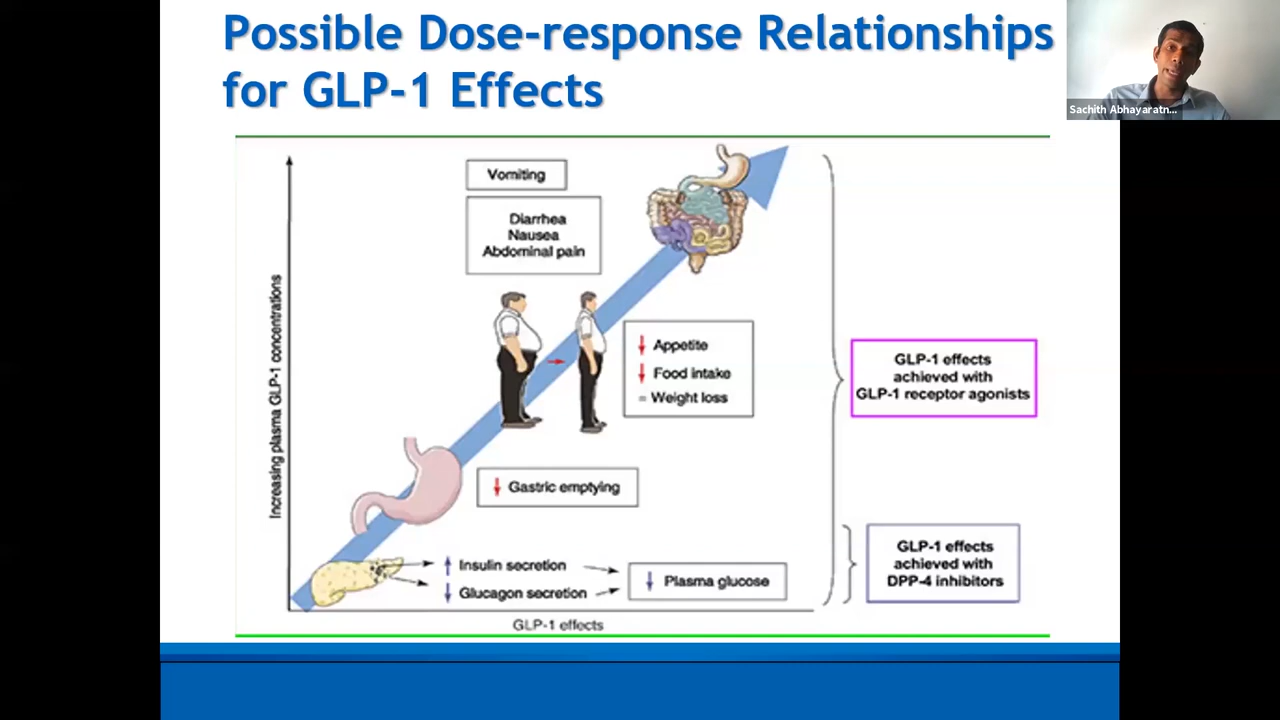 Possible Dose-response Relationships
for GLP-1 Effects
Sachith Abhayaratn...
Increasing plasma GLP-1 concentrations
Vomiting
Diarrhea
Nausea
Abdominal pain
↓ Appetite
↓ Food intake
= Weight loss
↓ Gastric emptying
↑ Insulin secretion
↓ Glucagon secretion
↓ Plasma glucose
GLP-1 effects
GLP-1 effects
achieved with
GLP-1 receptor agonists
GLP-1 effects
achieved with
DPP-4 inhibitors